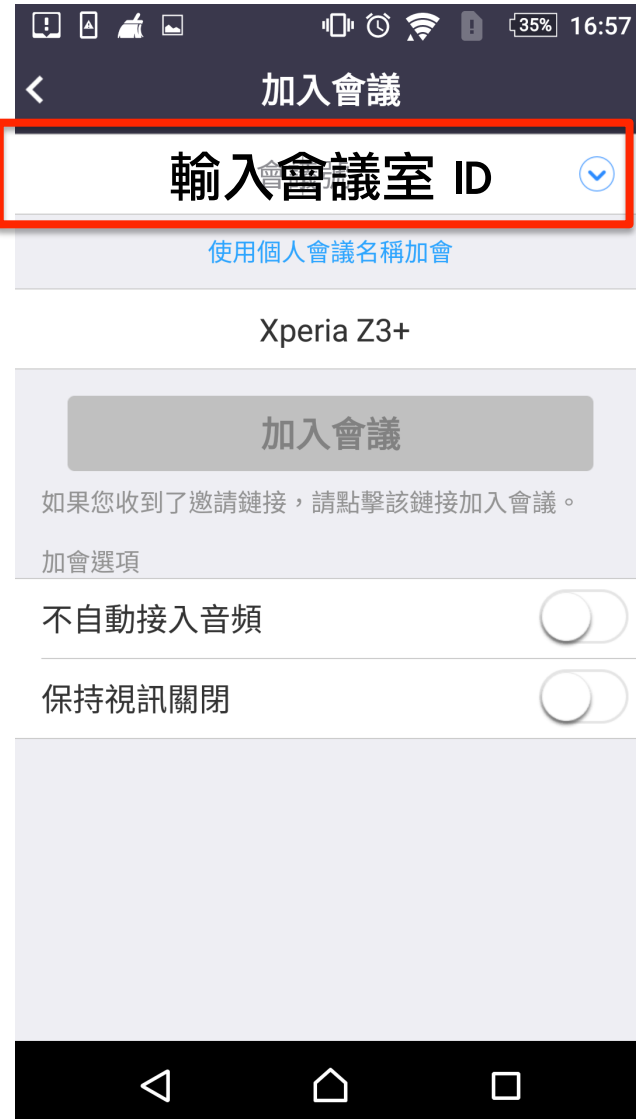 35% 16:57
加入會議
輸入會議室 ID
使用個人會議名稱加會
Xperia Z3+
加入會議
如果您收到了邀請鏈接，請點擊該鏈接加入會議。
加會選項
不自動接入音頻
保持視訊關閉